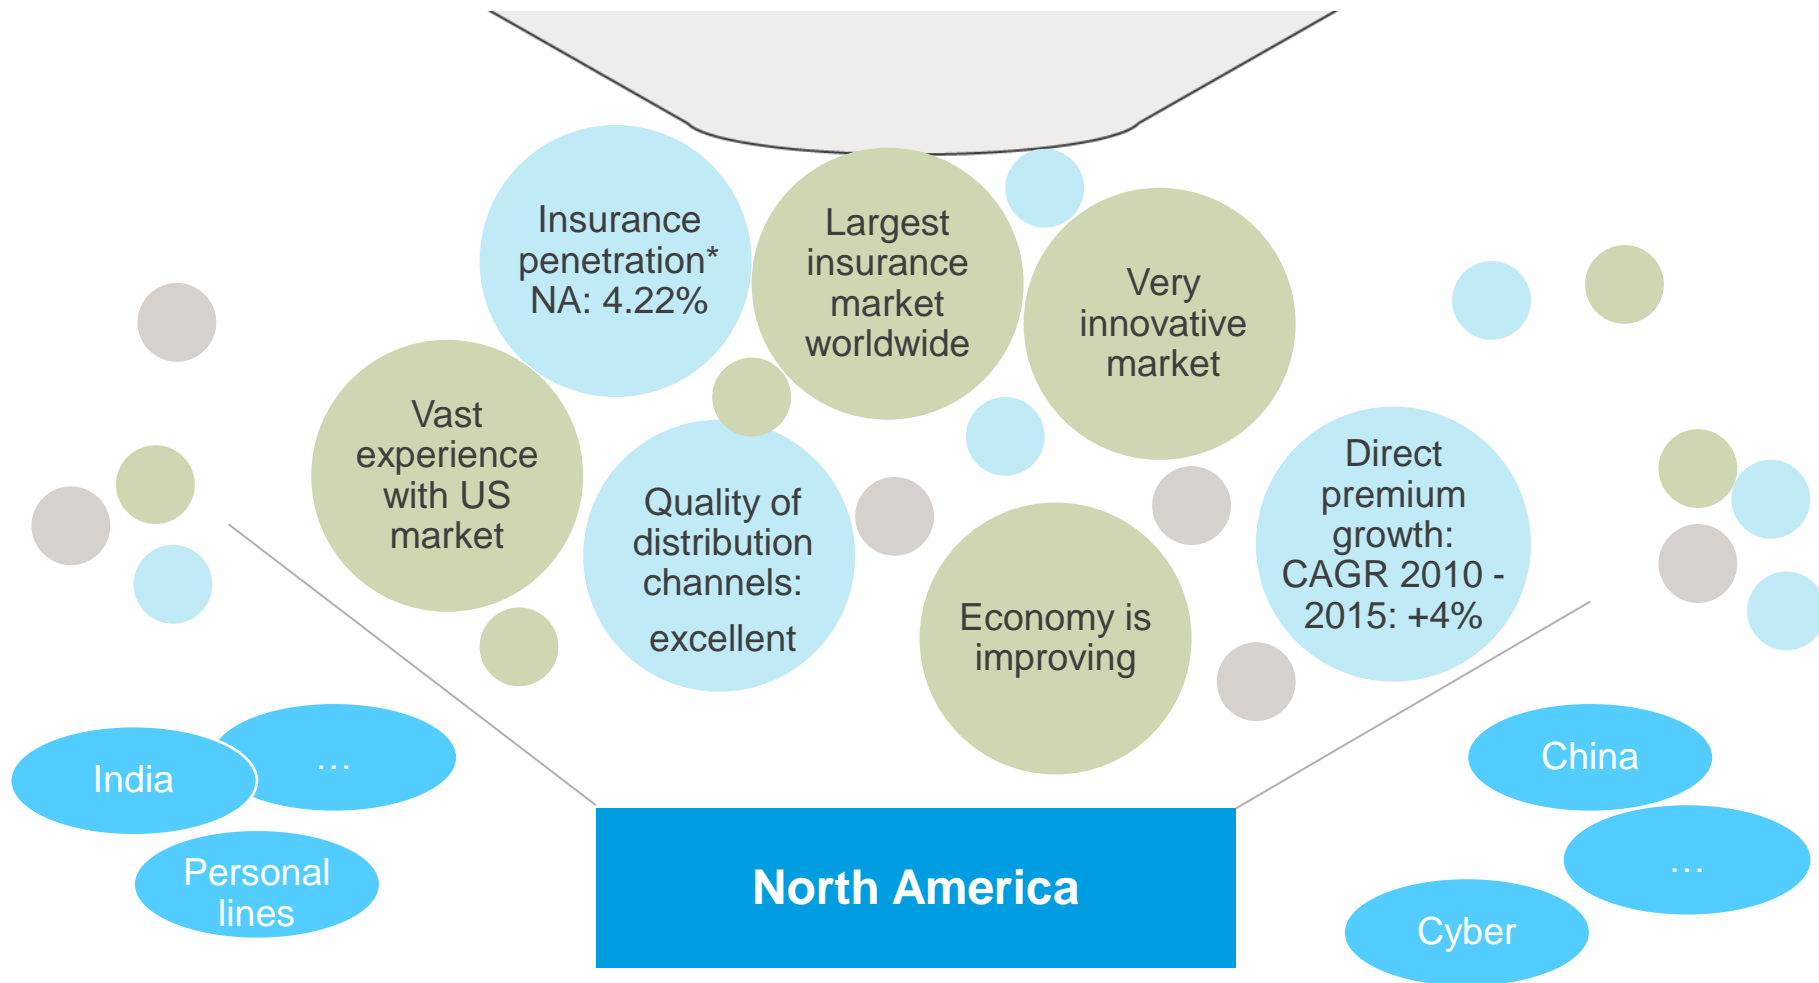 Insurance
penetration*
NA: 4.22%
Largest
insurance
market
worldwide
Very
innovative
market
Vast
experience
with US
market
Quality of
distribution
channels:
excellent
Direct
premium
growth:
CAGR 2010 -
2015: +4%
Economy is
improving
India
…
Personal
lines
North America
China
…
Cyber